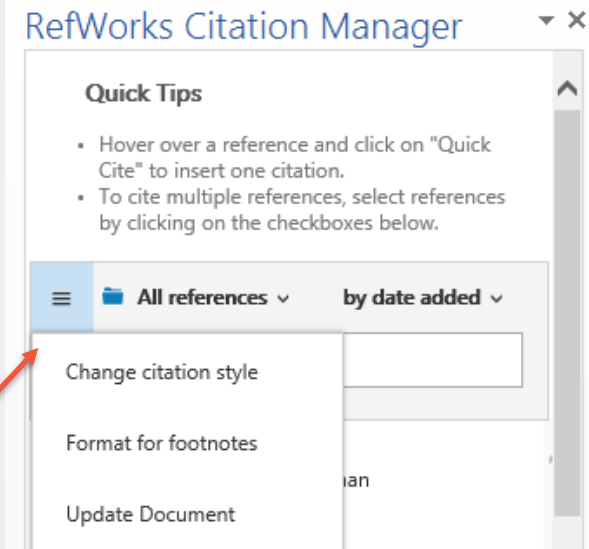 RefWorks Citation Manager
Quick Tips
• Hover over a reference and click on "Quick
Cite" to insert one citation.
• To cite multiple references, select references
by clicking on the checkboxes below.
All references by date added
Change citation style
Format for footnotes
Update Document